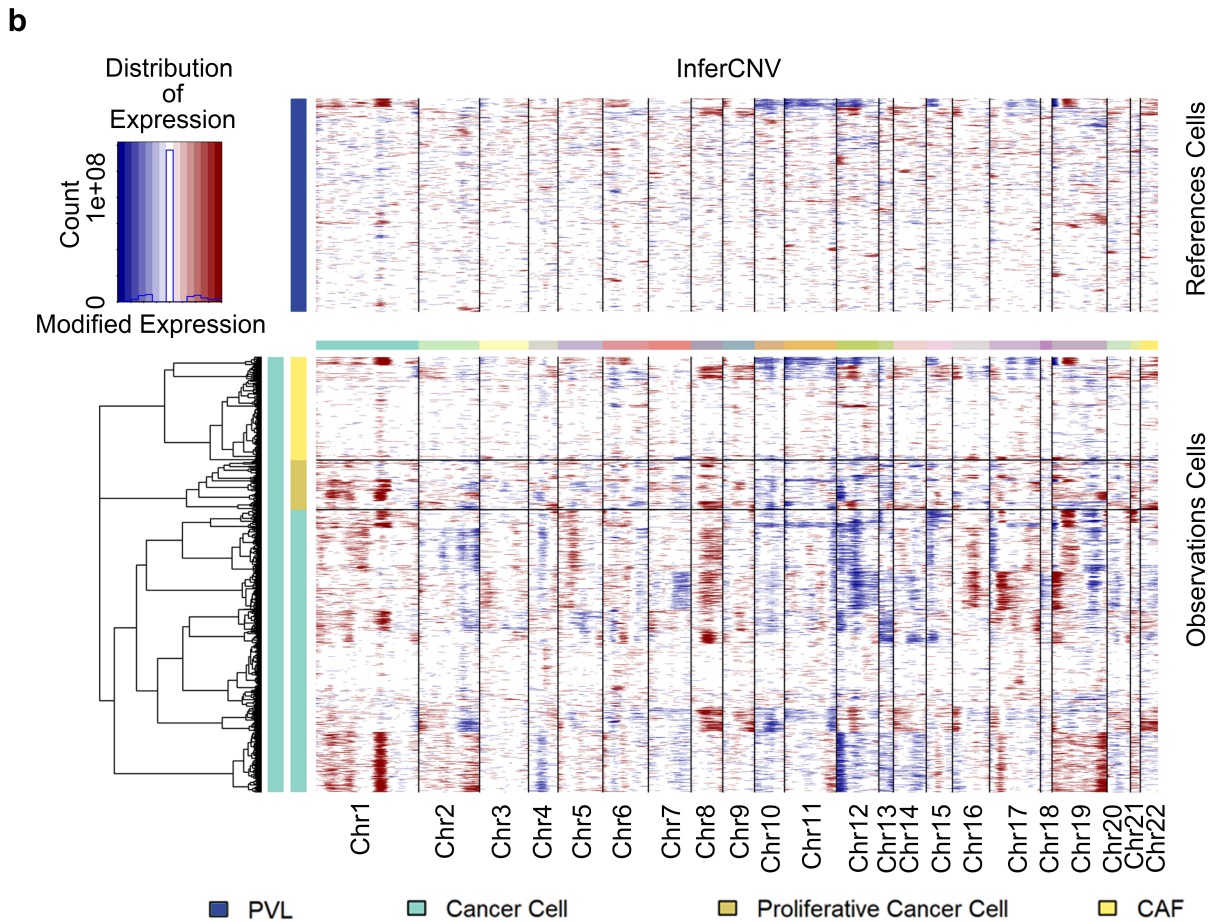 b
Distribution
of
Expression
Count
1e+08
0
Modified Expression
InferCNV
References Cells
Observations Cells
Chr1
Chr2
Chr3
Chr4
Chr5
Chr6
Chr7
Chr8
Chr9
Chr10
Chr11
Chr12
Chr13
Chr14
Chr15
Chr16
Chr17
Chr18
Chr19
Chr20
Chr21
Chr22
PVL
Cancer Cell
Proliferative Cancer Cell
CAF